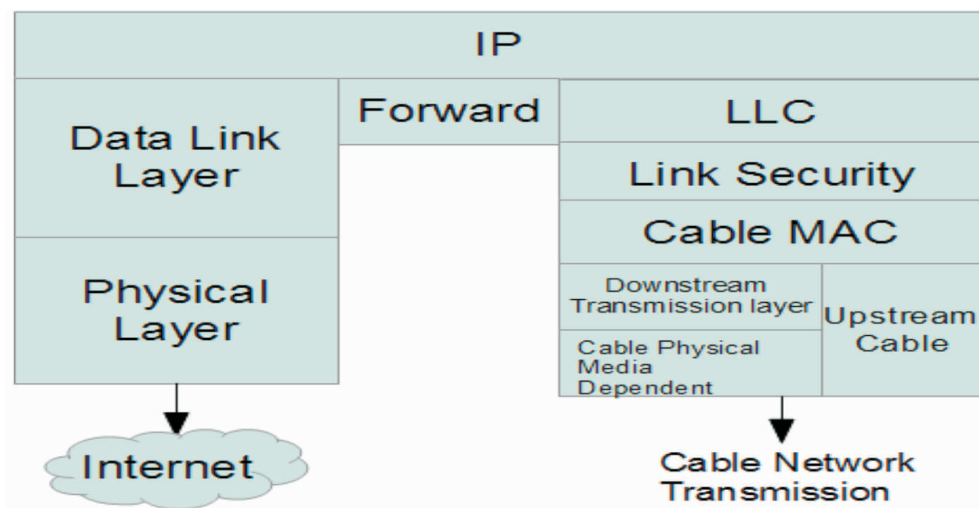 IP
Data Link
Layer
Forward
LLC
Link Security
Cable MAC
Physical
Layer
Downstream
Transmission layer
Upstream
Cable
Cable Physical
Media
Dependent
Internet
Cable Network
Transmission